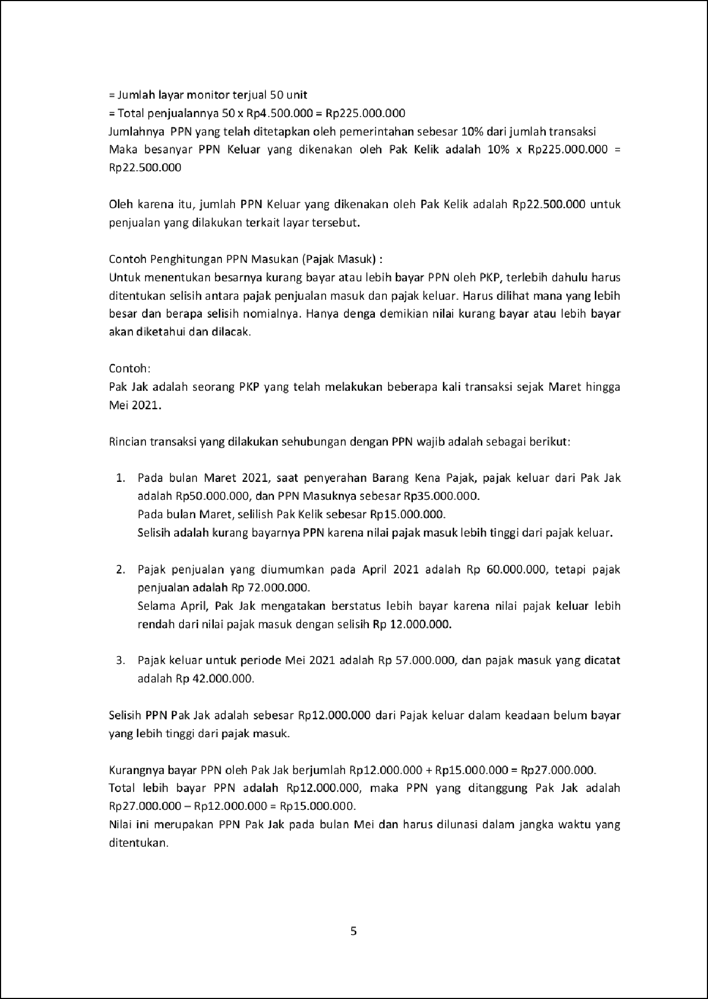 = Jumlah layar monitor terjual 50 unit
= Total penjualannya 50 x Rp4.500.000 = Rp225.000.000
Jumlahnya  PPN yang telah ditetapkan oleh pemerintahan sebesar 10% dari jumlah transaksi
Maka besanyar PPN Keluar yang dikenakan oleh Pak Kelik adalah 10% x Rp225.000.000 =
Rp22.500.000
Oleh karena itu, jumlah PPN Keluar yang dikenakan oleh Pak Kelik adalah Rp22.500.000 untuk
penjualan yang dilakukan terkait layar tersebut.
Contoh Penghitungan PPN Masukan (Pajak Masuk) :
Untuk menentukan besarnya kurang bayar atau lebih bayar PPN oleh PKP, terlebih dahulu harus
ditentukan selisih antara pajak penjualan masuk dan pajak keluar. Harus dilihat mana yang lebih
besar dan berapa selisih nomialnya. Hanya denga demikian nilai kurang bayar atau lebih bayar
akan diketahui dan dilacak.
Contoh:
Pak Jak adalah seorang PKP yang telah melakukan beberapa kali transaksi sejak Maret hingga
Mei 2021.
Rincian transaksi yang dilakukan sehubungan dengan PPN wajib adalah sebagai berikut:
1. Pada bulan Maret 2021, saat penyerahan Barang Kena Pajak, pajak keluar dari Pak Jak
adalah Rp50.000.000, dan PPN Masuknya sebesar Rp35.000.000.
Pada bulan Maret, selilish Pak Kelik sebesar Rp15.000.000.
Selisih adalah kurang bayarnya PPN karena nilai pajak masuk lebih tinggi dari pajak keluar.
2. Pajak penjualan yang diumumkan pada April 2021 adalah Rp 60.000.000, tetapi pajak
penjualan adalah Rp 72.000.000.
Selama April, Pak Jak mengatakan berstatus lebih bayar karena nilai pajak keluar lebih
rendah dari nilai pajak masuk dengan selisih Rp 12.000.000.
3. Pajak keluar untuk periode Mei 2021 adalah Rp 57.000.000, dan pajak masuk yang dicatat
adalah Rp 42.000.000.
Selisih PPN Pak Jak adalah sebesar Rp12.000.000 dari Pajak keluar dalam keadaan belum bayar
yang lebih tinggi dari pajak masuk.
Kurangnya bayar PPN oleh Pak Jak berjumlah Rp12.000.000 + Rp15.000.000 = Rp27.000.000.
Total lebih bayar PPN adalah Rp12.000.000, maka PPN yang ditanggung Pak Jak adalah
Rp27.000.000 – Rp12.000.000 = Rp15.000.000.
Nilai ini merupakan PPN Pak Jak pada bulan Mei dan harus dilunasi dalam jangka waktu yang
ditentukan.
5